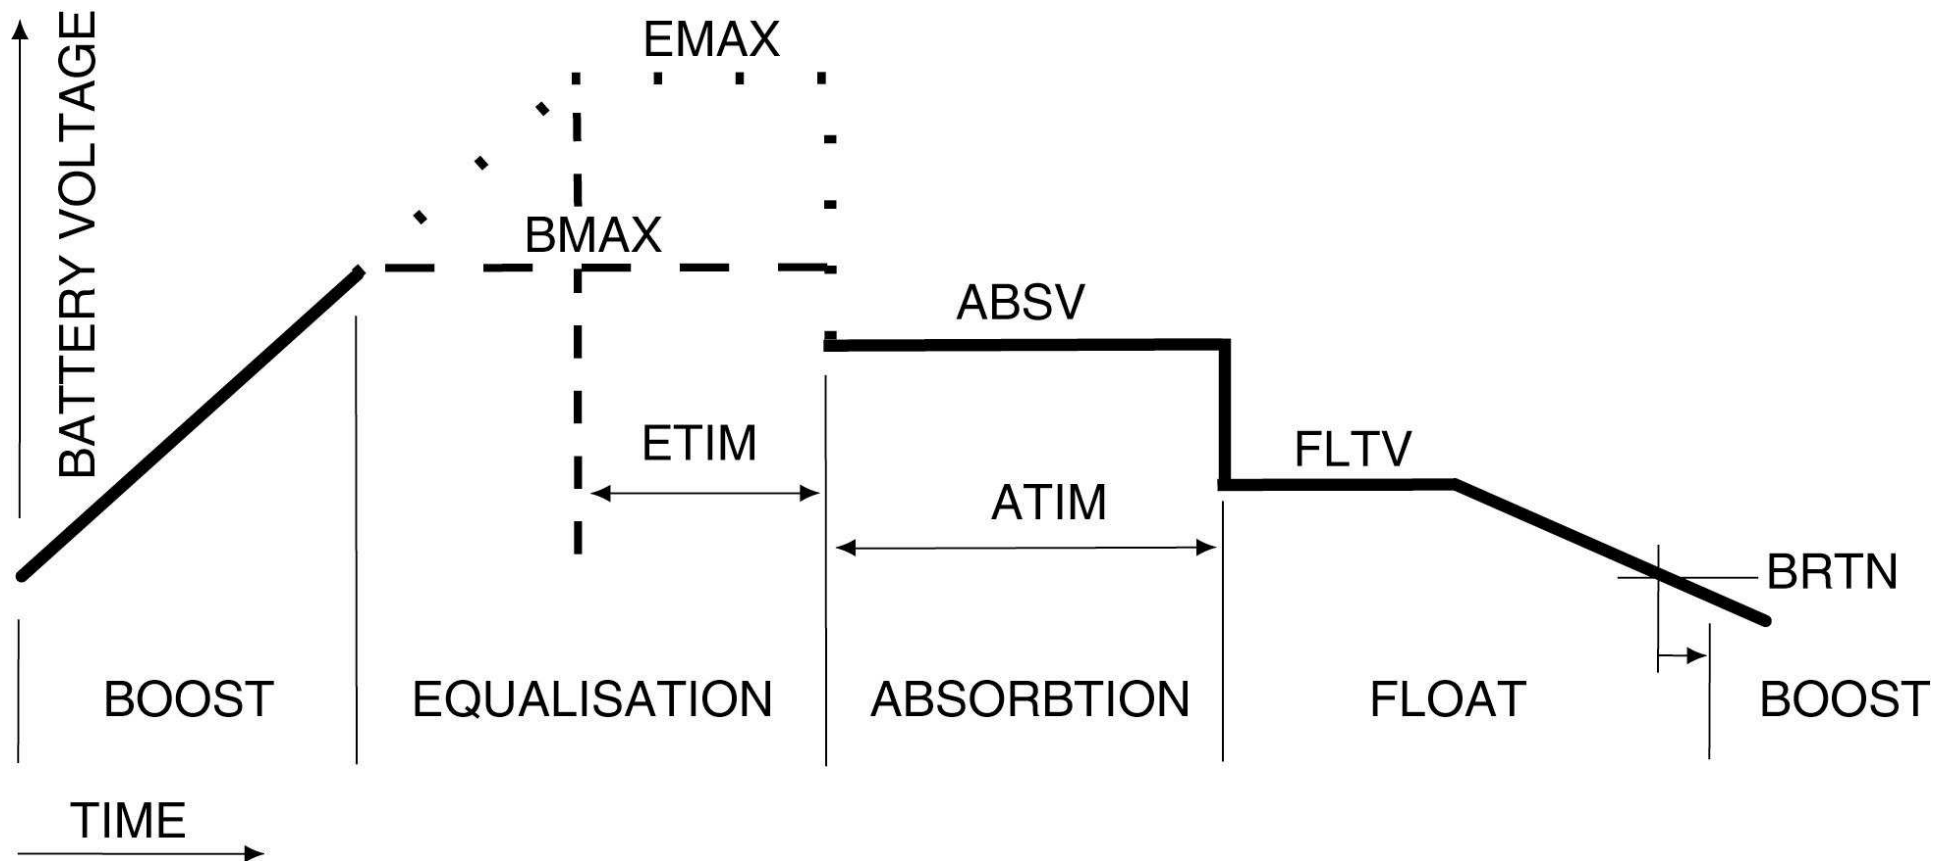 EMAX
BATTERY VOLTAGE
BMAX
ABSV
ETIM
FLTV
ATIM
BRTN
BOOST
EQUALISATION
ABSORBTION
FLOAT
BOOST
TIME